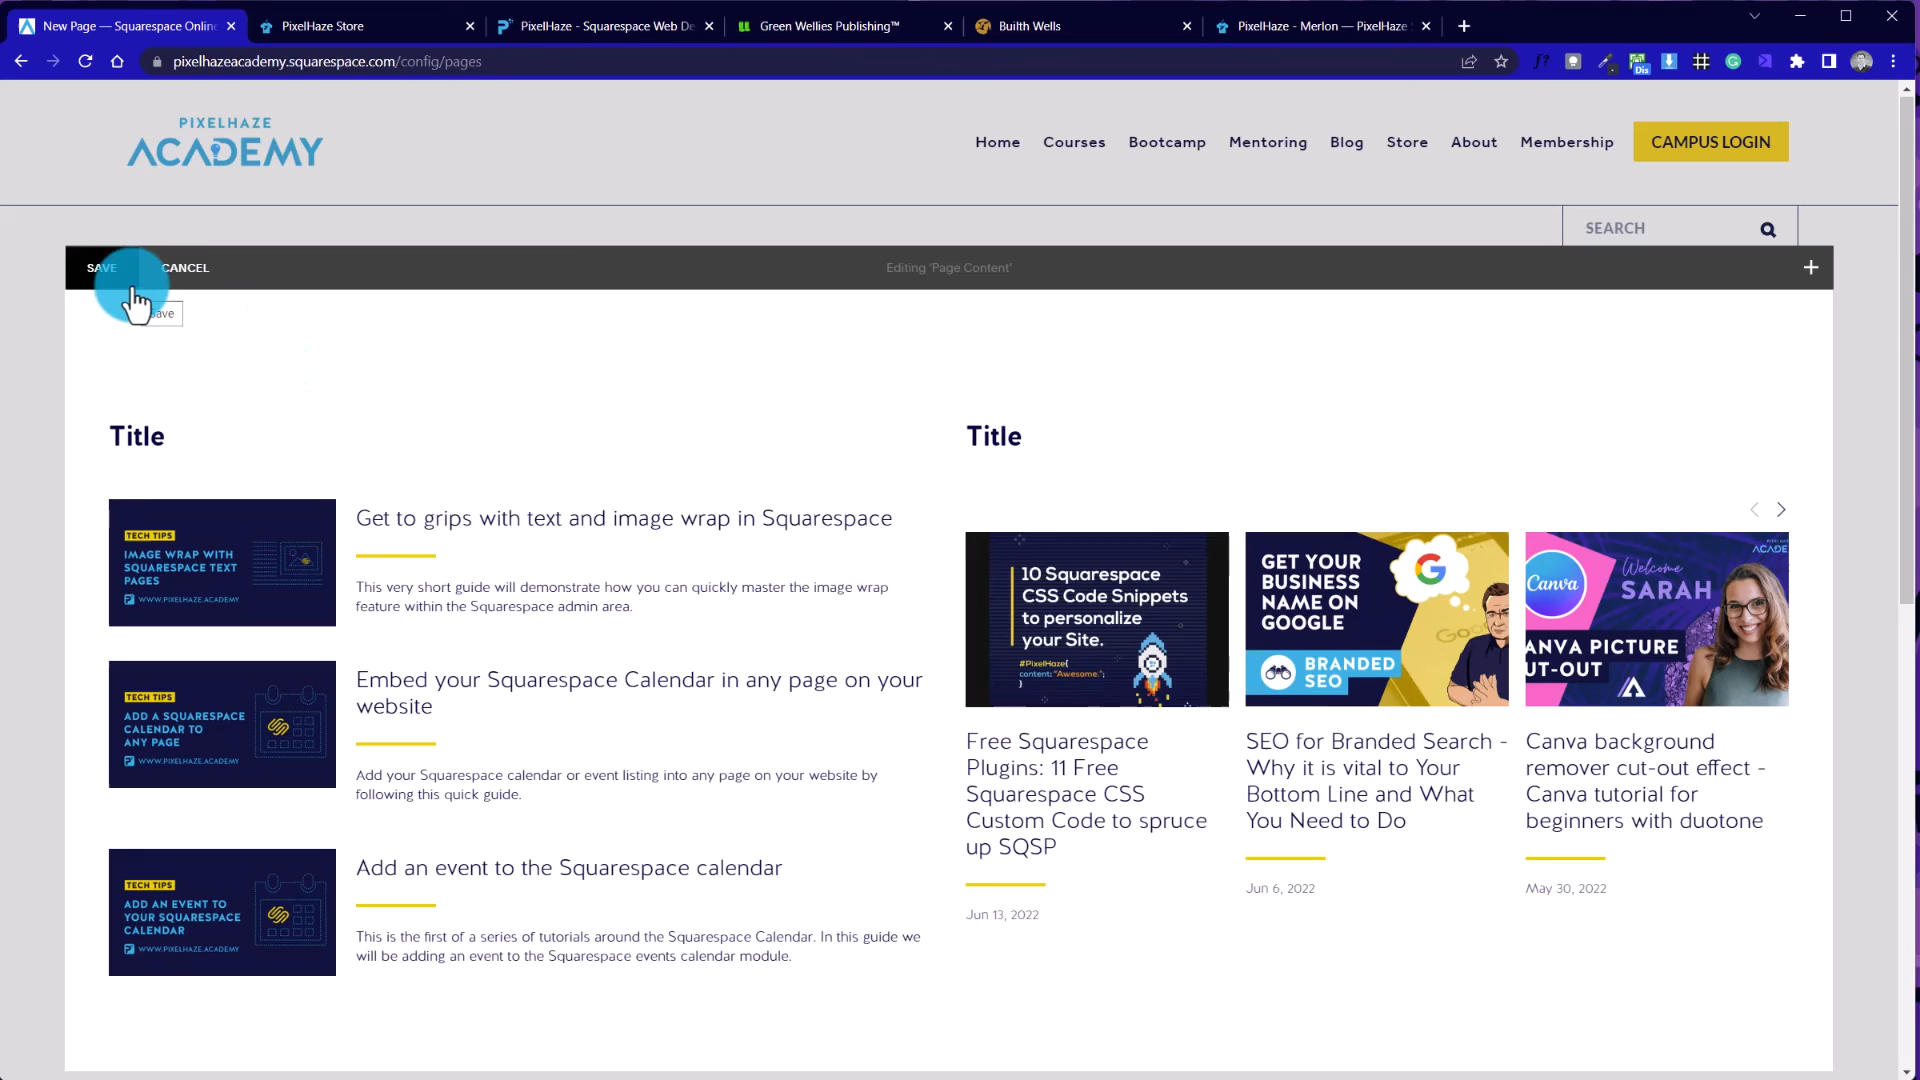 New Page — Squarespace Online
PixelHaze Store
PixelHaze - Squarespace Web De
Green Wellies Publishing™
Builth Wells
PixelHaze - Merlon — PixelHaze
pixelhazeacademy.squarespace.com/config/pages
f?
Dis
PIXELHAZE
ACADEMY
Home
Courses
Bootcamp
Mentoring
Blog
Store
About
Membership
CAMPUS LOGIN
SEARCH
SAVE
CANCEL
Editing 'Page Content'
Title
TECH TIPS
IMAGE WRAP WITH
SQUARESPACE TEXT
PAGES
WWW.PIXELHAZE.ACADEMY
Get to grips with text and image wrap in Squarespace
This very short guide will demonstrate how you can quickly master the image wrap
feature within the Squarespace admin area.
TECH TIPS
ADD A SQUARESPACE
CALENDAR TO
ANY PAGE
WWW.PIXELHAZE.ACADEMY
Embed your Squarespace Calendar in any page on your
website
Add your Squarespace calendar or event listing into any page on your website by
following this quick guide.
TECH TIPS
ADD AN EVENT TO
YOUR SQUARESPACE
CALENDAR
WWW.PIXELHAZE.ACADEMY
Add an event to the Squarespace calendar
This is the first of a series of tutorials around the Squarespace Calendar. In this guide we
will be adding an event to the Squarespace events calendar module.
Title
10 Squarespace
CSS Code Snippets
to personalize
your Site.
#PixelHaze{
content: "Awesome.";
}
Free Squarespace
Plugins: 11 Free
Squarespace CSS
Custom Code to spruce
up SQSP
Jun 13, 2022
GET YOUR
BUSINESS
NAME ON
GOOGLE
BRANDED
SEO
SEO for Branded Search -
Why it is vital to Your
Bottom Line and What
You Need to Do
Jun 6, 2022
ACADE
Canva
Welcome
SARAH
ANVA PICTURE
UT-OUT
Canva background
remover cut-out effect -
Canva tutorial for
beginners with duotone
May 30, 2022